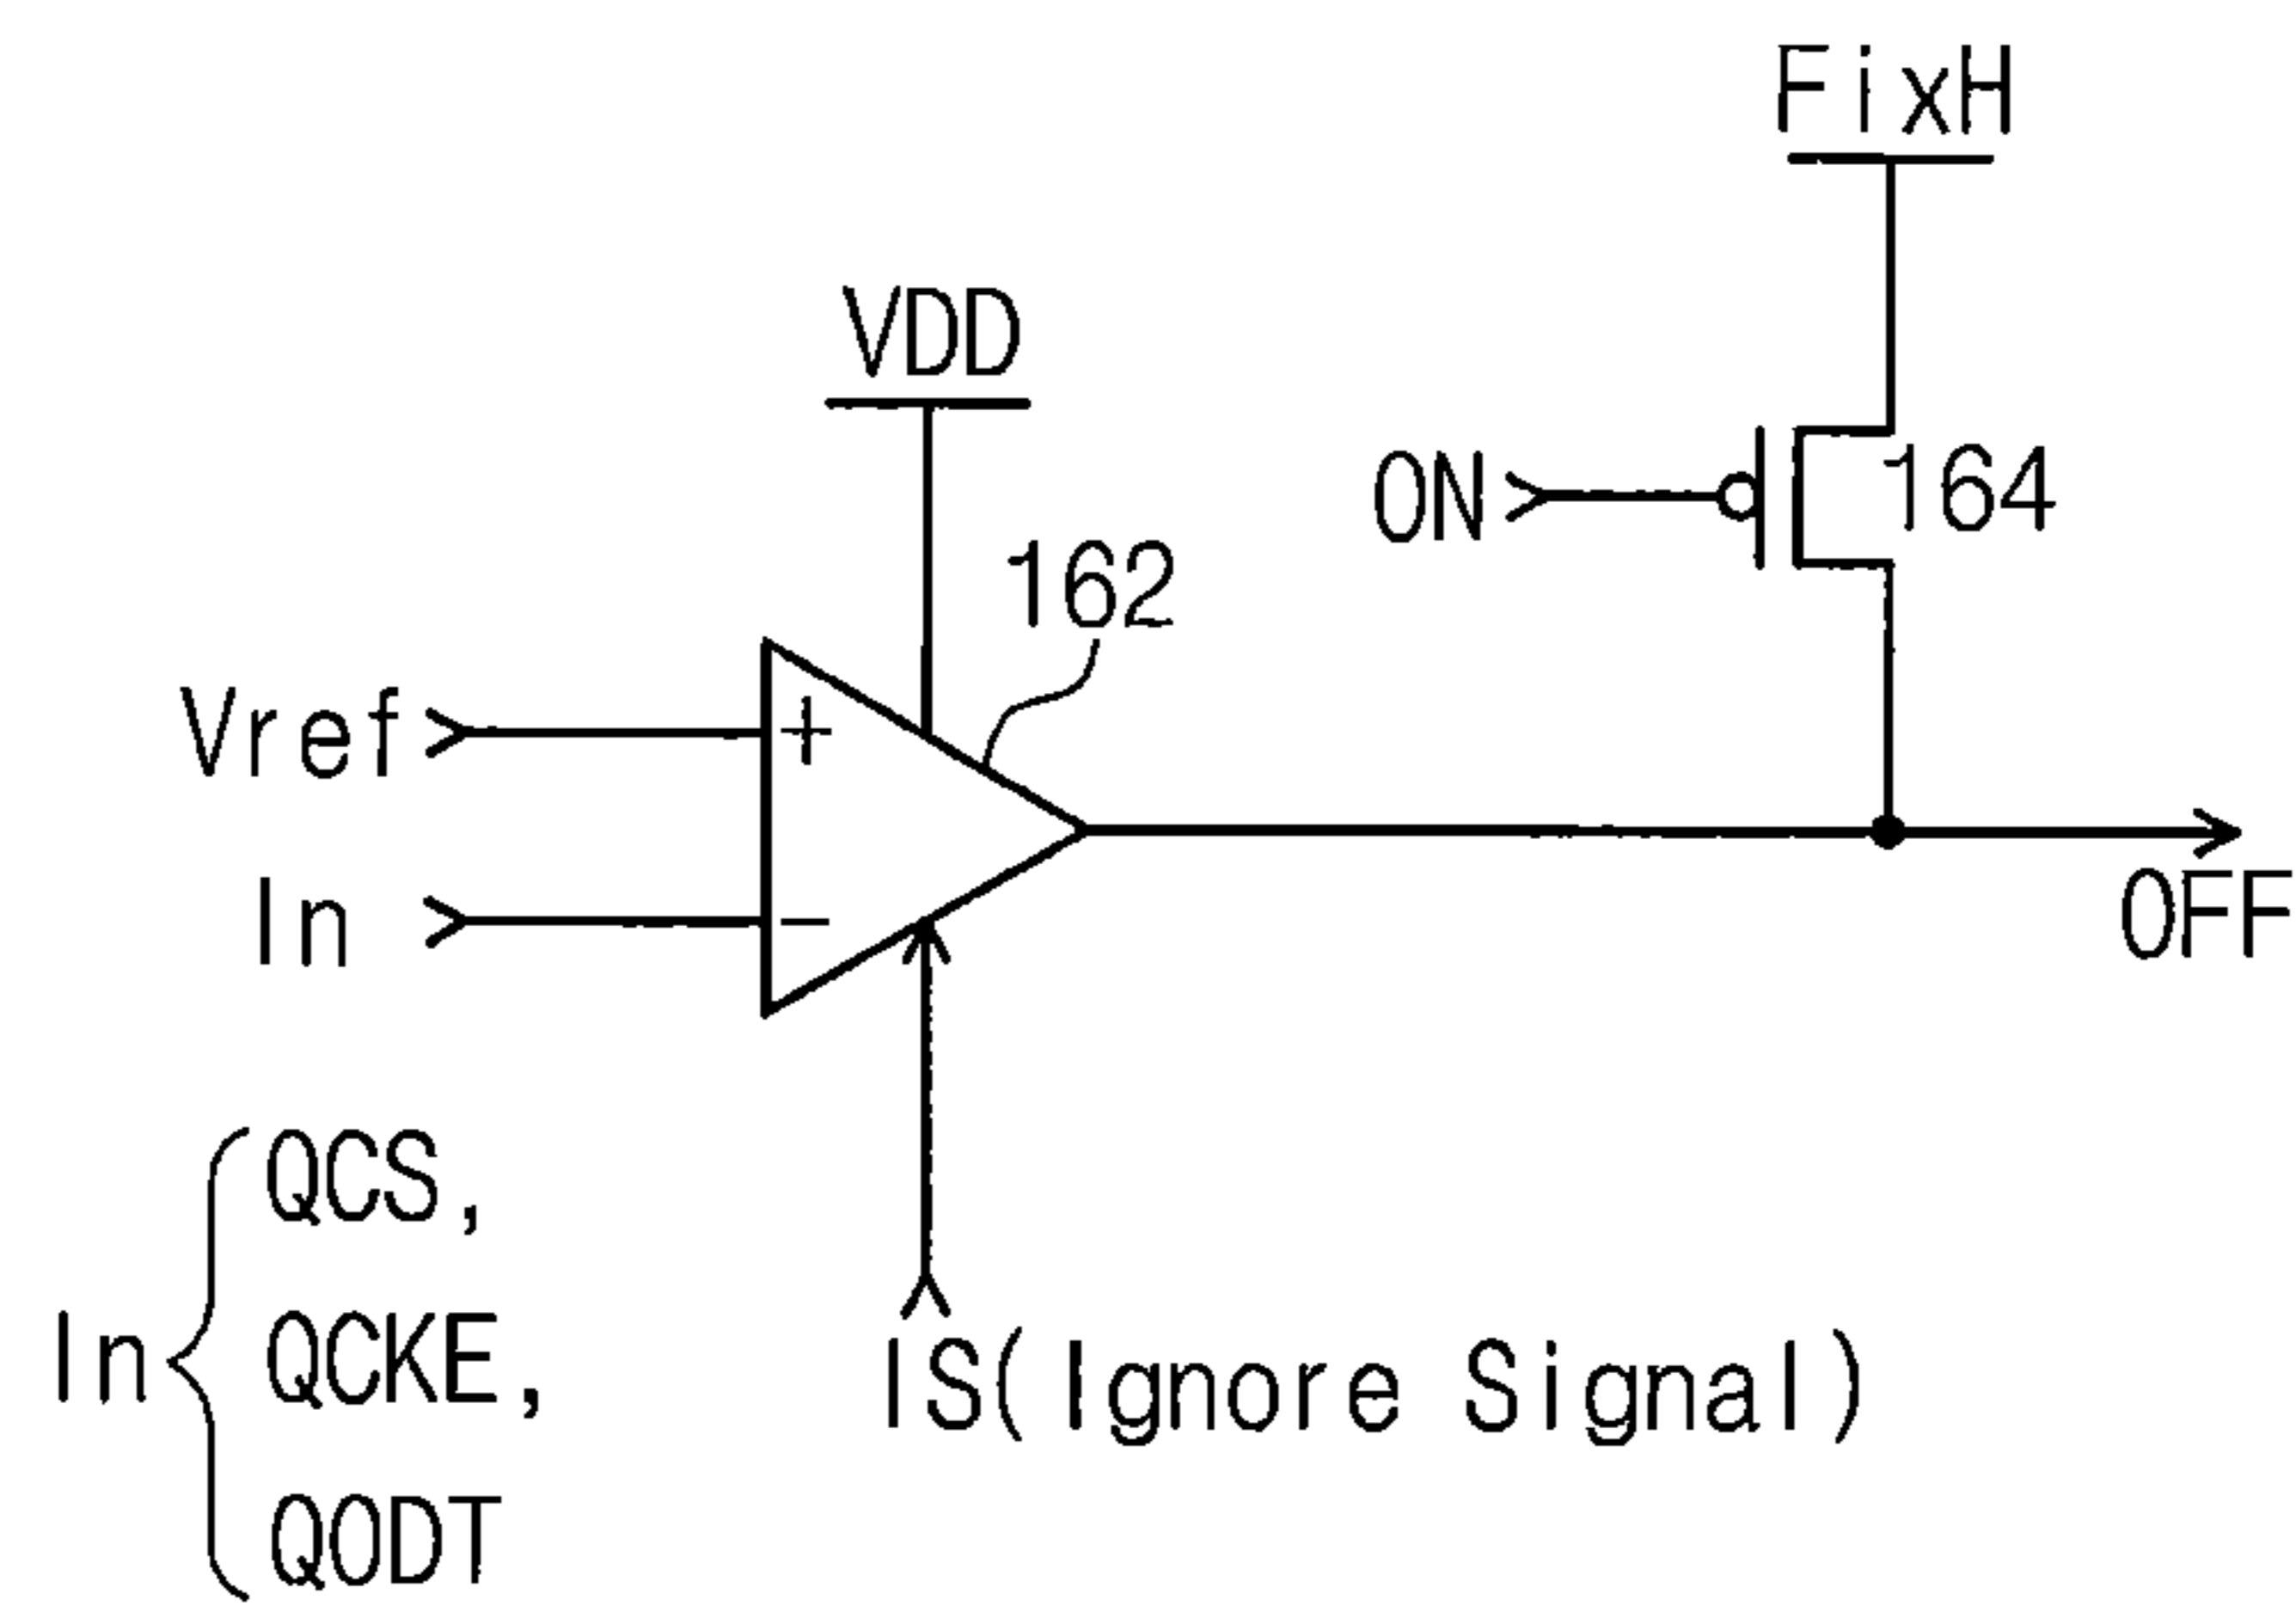 FixH
VDD
ON
164
162
Vref
+
In
−
OFF
In
QCS,
QCKE,
QODT
IS(Ignore Signal)